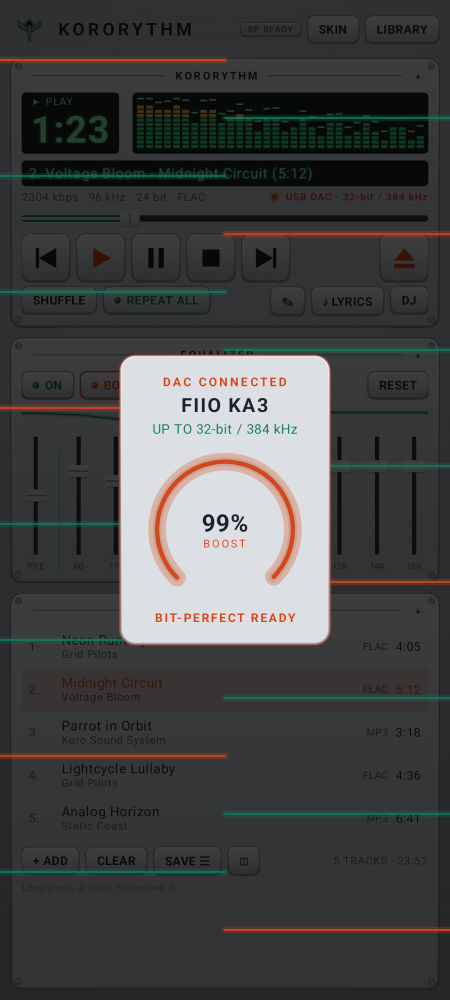 KORORYTHM
BP READY
SKIN
LIBRARY
KORORYTHM
PLAY
1:23
2. Voltage Bloom - Midnight Circuit (5:12)
2304 kbps · 96 kHz · 24 bit · FLAC
USB DAC · 32-bit / 384 kHz
SHUFFLE
REPEAT ALL
♪ LYRICS
DJ
EQUALIZER
ON
RESET
DAC CONNECTED
FIIO KA3
UP TO 32-bit / 384 kHz
99%
BOOST
BIT-PERFECT READY
PRE
60
12K
14K
16K
1.
Grid Pilots
FLAC
4:05
2.
Midnight Circuit
Voltage Bloom
FLAC
5:12
3.
Parrot in Orbit
Koro Sound System
MP3
3:18
4.
Lightcycle Lullaby
Grid Pilots
FLAC
4:36
5.
Analog Horizon
Static Coast
MP3
6:41
+ ADD
CLEAR
SAVE ☰
5 TRACKS · 23:52
Long-press a track to remove it